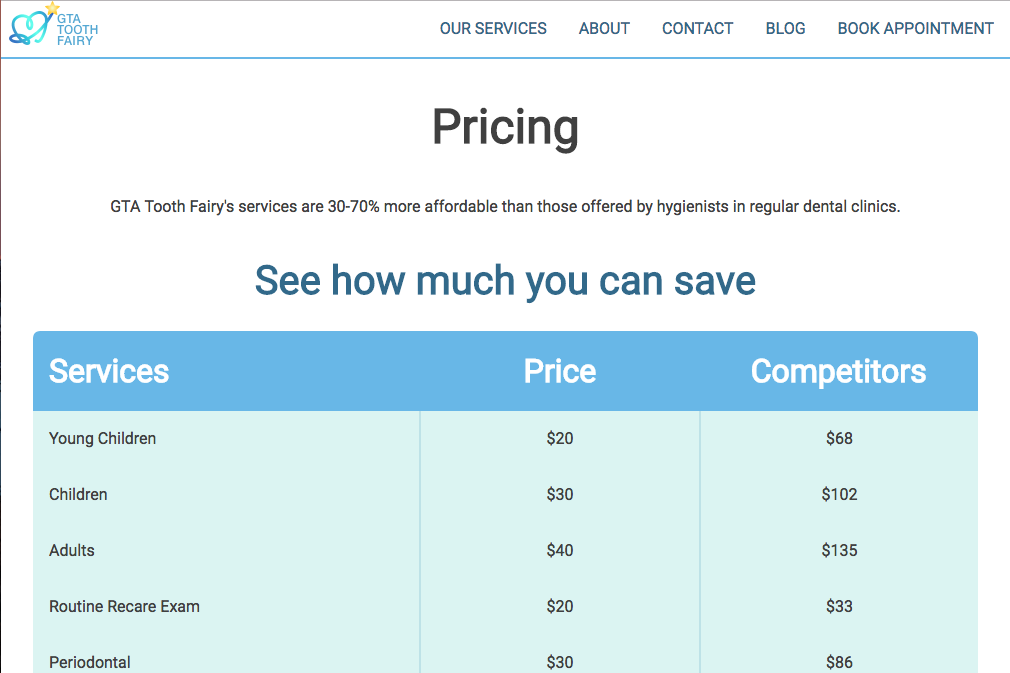 GTA
TOOTH
FAIRY
OUR SERVICES ABOUT CONTACT BLOG BOOK APPOINTMENT
Pricing
GTA Tooth Fairy's services are 30-70% more affordable than those offered by hygienists in regular dental clinics.
See how much you can save
Services Price Competitors
Young Children $20 $68
Children $30 $102
Adults $40 $135
Routine Recare Exam $20 $33
Periodontal $30 $86